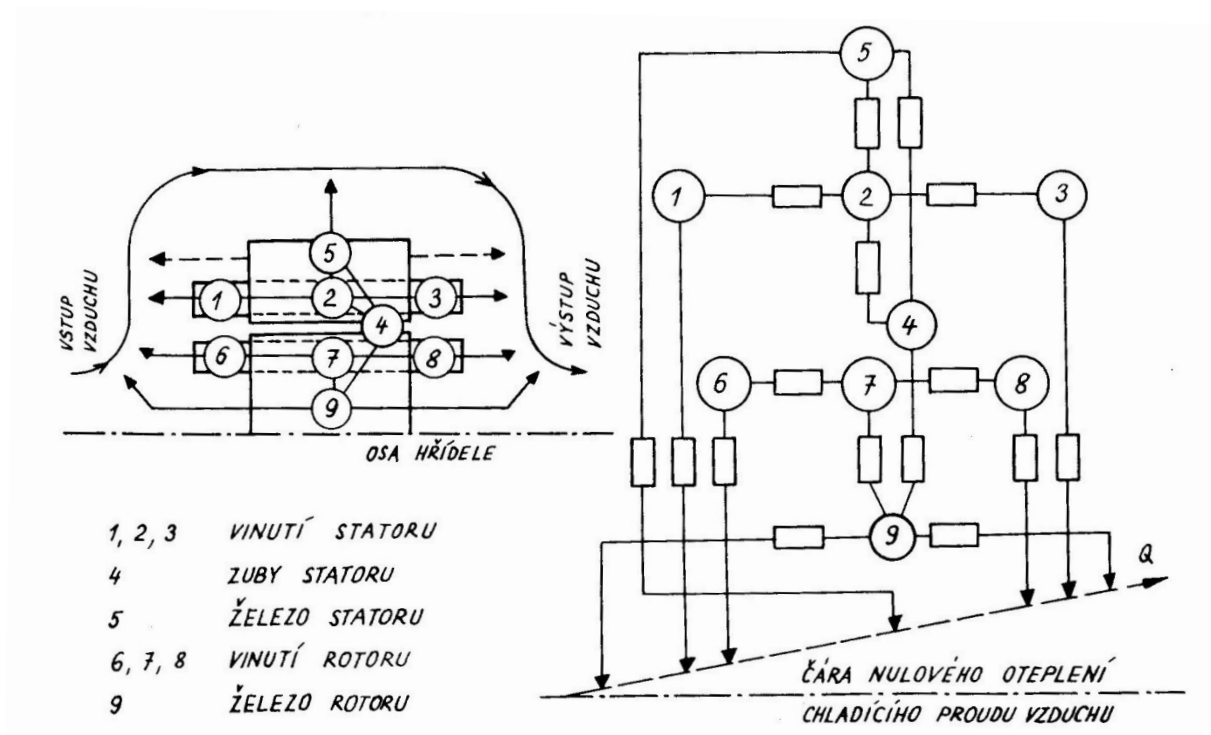 5
1
2
3
4
6
7
8
9
Q
5
1
2
3
4
6
7
8
9
VSTUP
VZDUCHU
VÝSTUP
VZDUCHU
OSA HŘÍDELE
1, 2, 3 VINUTÍ STATORU
4 ZUBY STATORU
5 ŽELEZO STATORU
6, 7, 8 VINUTÍ ROTORU
9 ŽELEZO ROTORU
ČÁRA NULOVÉHO OTEPLENÍ
CHLADÍCÍHO PROUDU VZDUCHU